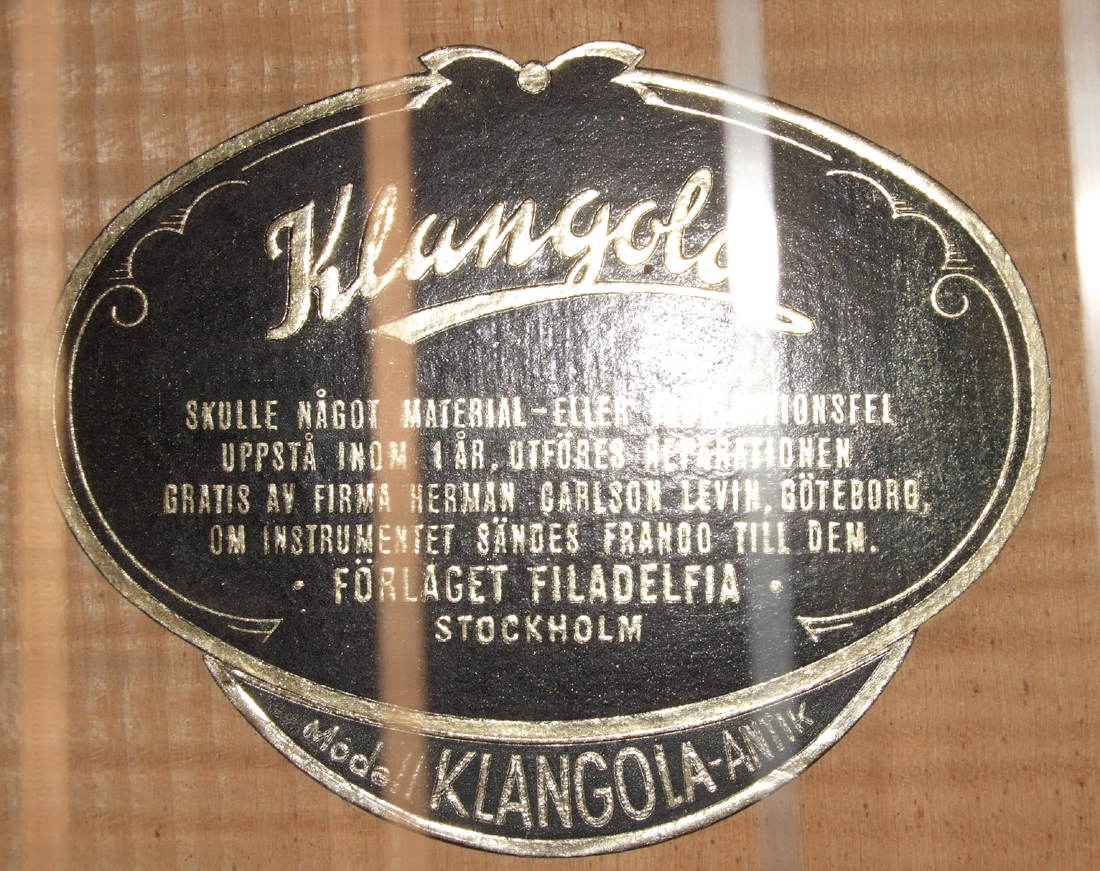 Klangola
SKULLE NÅGOT MATERIAL-ELLER
UPPSTÅ INOM 1 ÅR, UTFÖRES REPARATIONEN
GRATIS AV FIRMA HERMAN CARLSON LEVIN, GÖTEBORG,
OM INSTRUMENTET SÄNDES FRANCO TILL DEM.
· FÖRLAGET FILADELFIA ·
STOCKHOLM
Modell KLANGOLA-ANTIK